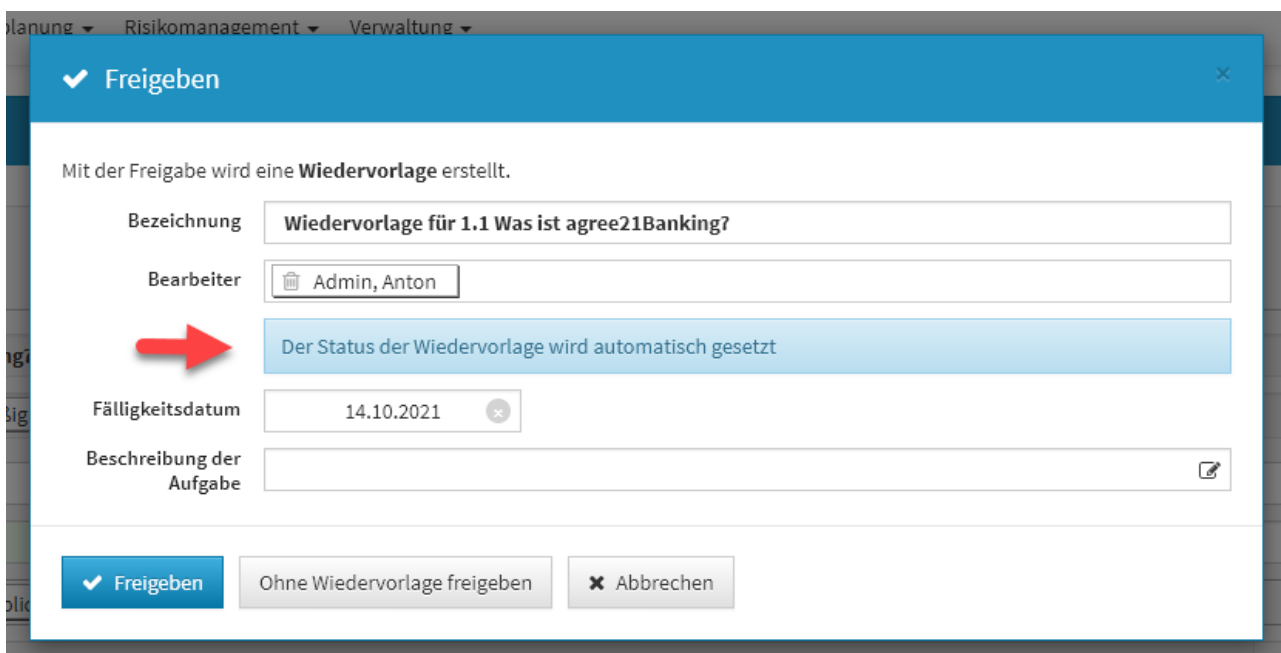 planung Risikomanagement Verwaltung
Freigeben
Mit der Freigabe wird eine Wiedervorlage erstellt.
Bezeichnung Wiedervorlage für 1.1 Was ist agree21Banking?
Bearbeiter Admin, Anton
Der Status der Wiedervorlage wird automatisch gesetzt
Fälligkeitsdatum 14.10.2021
Beschreibung der
Aufgabe
Freigeben Ohne Wiedervorlage freigeben Abbrechen